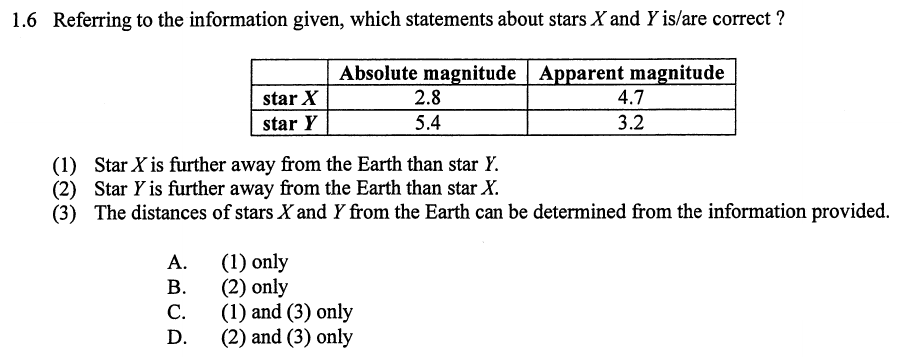 1.6 Referring to the information given, which statements about stars X and Y is/are correct ?
Absolute magnitude Apparent magnitude
star X 2.8 4.7
star Y 5.4 3.2
(1) Star X is further away from the Earth than star Y.
(2) Star Y is further away from the Earth than star X.
(3) The distances of stars X and Y from the Earth can be determined from the information provided.
A. (1) only
B. (2) only
C. (1) and (3) only
D. (2) and (3) only